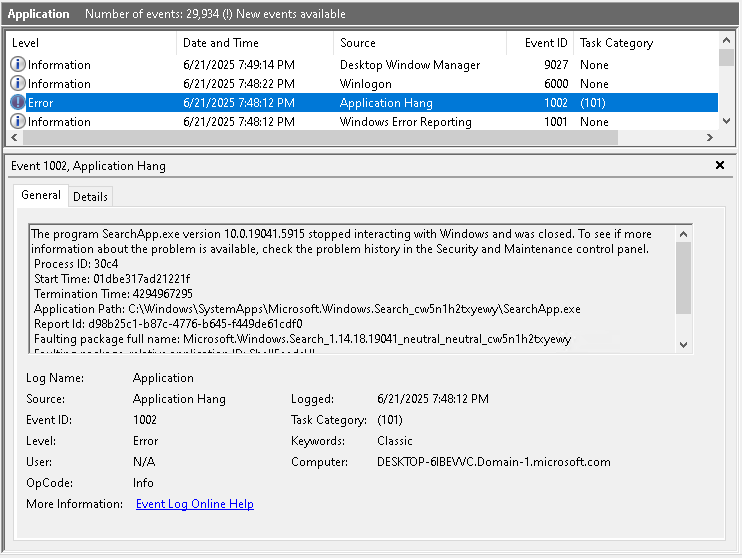 Application Number of events: 29,934 (!) New events available
Level Date and Time Source Event ID Task Category
Information 6/21/2025 7:49:14 PM Desktop Window Manager 9027 None
Information 6/21/2025 7:48:22 PM Winlogon 6000 None
Error 6/21/2025 7:48:12 PM Application Hang 1002 (101)
Information 6/21/2025 7:48:12 PM Windows Error Reporting 1001 None
Event 1002, Application Hang
General Details
The program SearchApp.exe version 10.0.19041.5915 stopped interacting with Windows and was closed. To see if more
information about the problem is available, check the problem history in the Security and Maintenance control panel.
Process ID: 30c4
Start Time: 01dbe317ad21221f
Termination Time: 4294967295
Application Path: C:\Windows\SystemApps\Microsoft.Windows.Search_cw5n1h2txyewy\SearchApp.exe
Report Id: d98b25c1-b87c-4776-b645-f449de61cdf0
Faulting package full name: Microsoft.Windows.Search_1.14.18.19041_neutral_neutral_cw5n1h2txyewy
Faulting package-relative application ID: ShellFeedsUI
Log Name: Application
Source: Application Hang Logged: 6/21/2025 7:48:12 PM
Event ID: 1002 Task Category: (101)
Level: Error Keywords: Classic
User: N/A Computer: DESKTOP-6IBEVVC.Domain-1.microsoft.com
OpCode: Info
More Information: Event Log Online Help